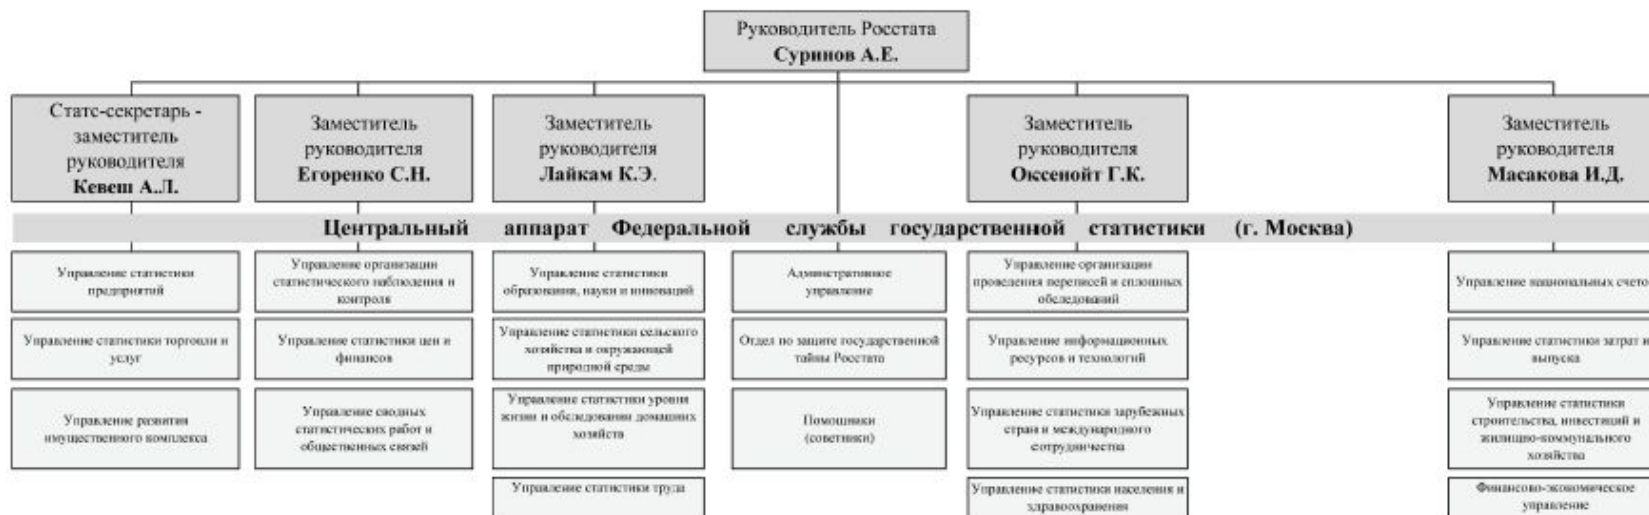 Руководитель Росстата
Суринов А.Е.
Статс-секретарь -
заместитель
руководителя
Кевеш А.Л.
Заместитель
руководителя
Егоренко С.Н.
Заместитель
руководителя
Лайкам К.Э.
Заместитель
руководителя
Оксенойт Г.К.
Заместитель
руководителя
Масакова И.Д.
Центральный аппарат Федеральной службы государственной статистики (г. Москва)
Управление статистики
предприятий
Управление статистики торговли и
услуг
Управление развития
имущественного комплекса
Управление организации
статистического наблюдения и
контроля
Управление статистики цен и
финансов
Управление сводных
статистических работ и
общественных связей
Управление статистики
образования, науки и инноваций
Управление статистики сельского
хозяйства и окружающей
природной среды
Управление статистики уровня
жизни и обследований домашних
хозяйств
Управление статистики труда
Административное
управление
Отдел по защите государственной
тайны Росстата
Помощники
(советники)
Управление организации
проведения переписей и сплошных
обследований
Управление информационных
ресурсов и технологий
Управление статистики зарубежных
стран и международного
сотрудничества
Управление статистики населения и
здравоохранения
Управление национальных счето
Управление статистики затрат и
выпуска
Управление статистики
строительства, инвестиций и
жилищно-коммунального
хозяйства
Финансово-экономическое
управление